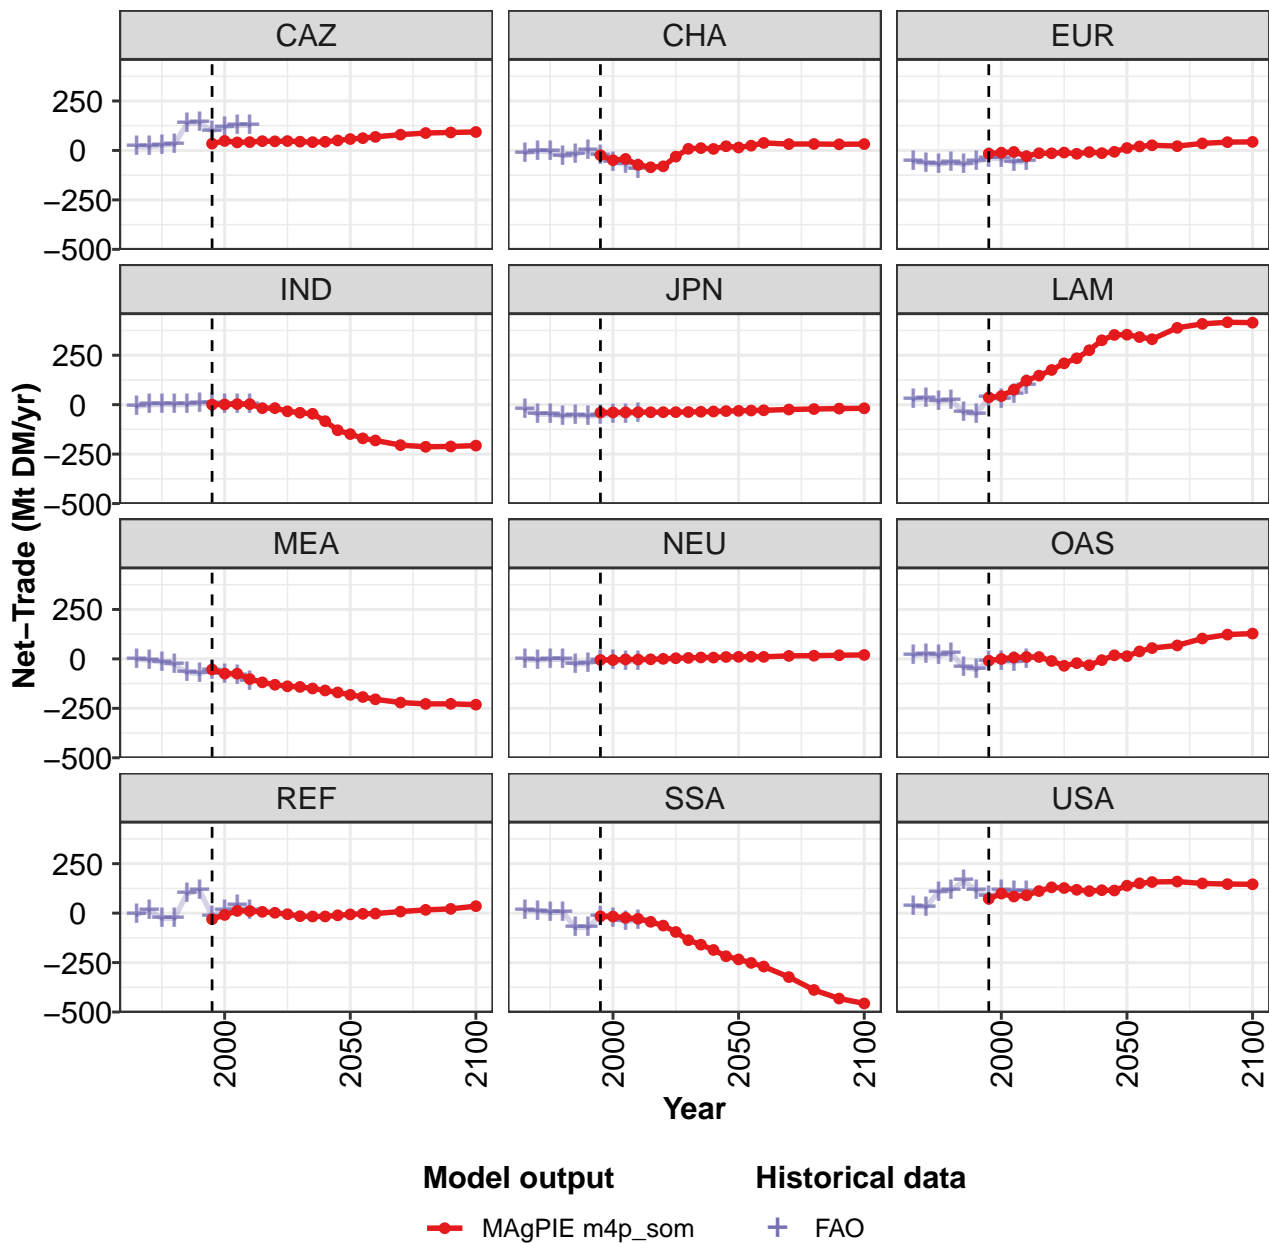 CAZ CHA EUR
250
0
−250
−500
IND JPN LAM
250
0
−250
−500
MEA NEU OAS
250
0
−250
−500
REF SSA USA
250
0
−250
−500
Net−Trade (Mt DM/yr)
2000 2050 2100 2000 2050 2100 2000 2050 2100
Year
Model output Historical data
MAgPIE m4p_som FAO